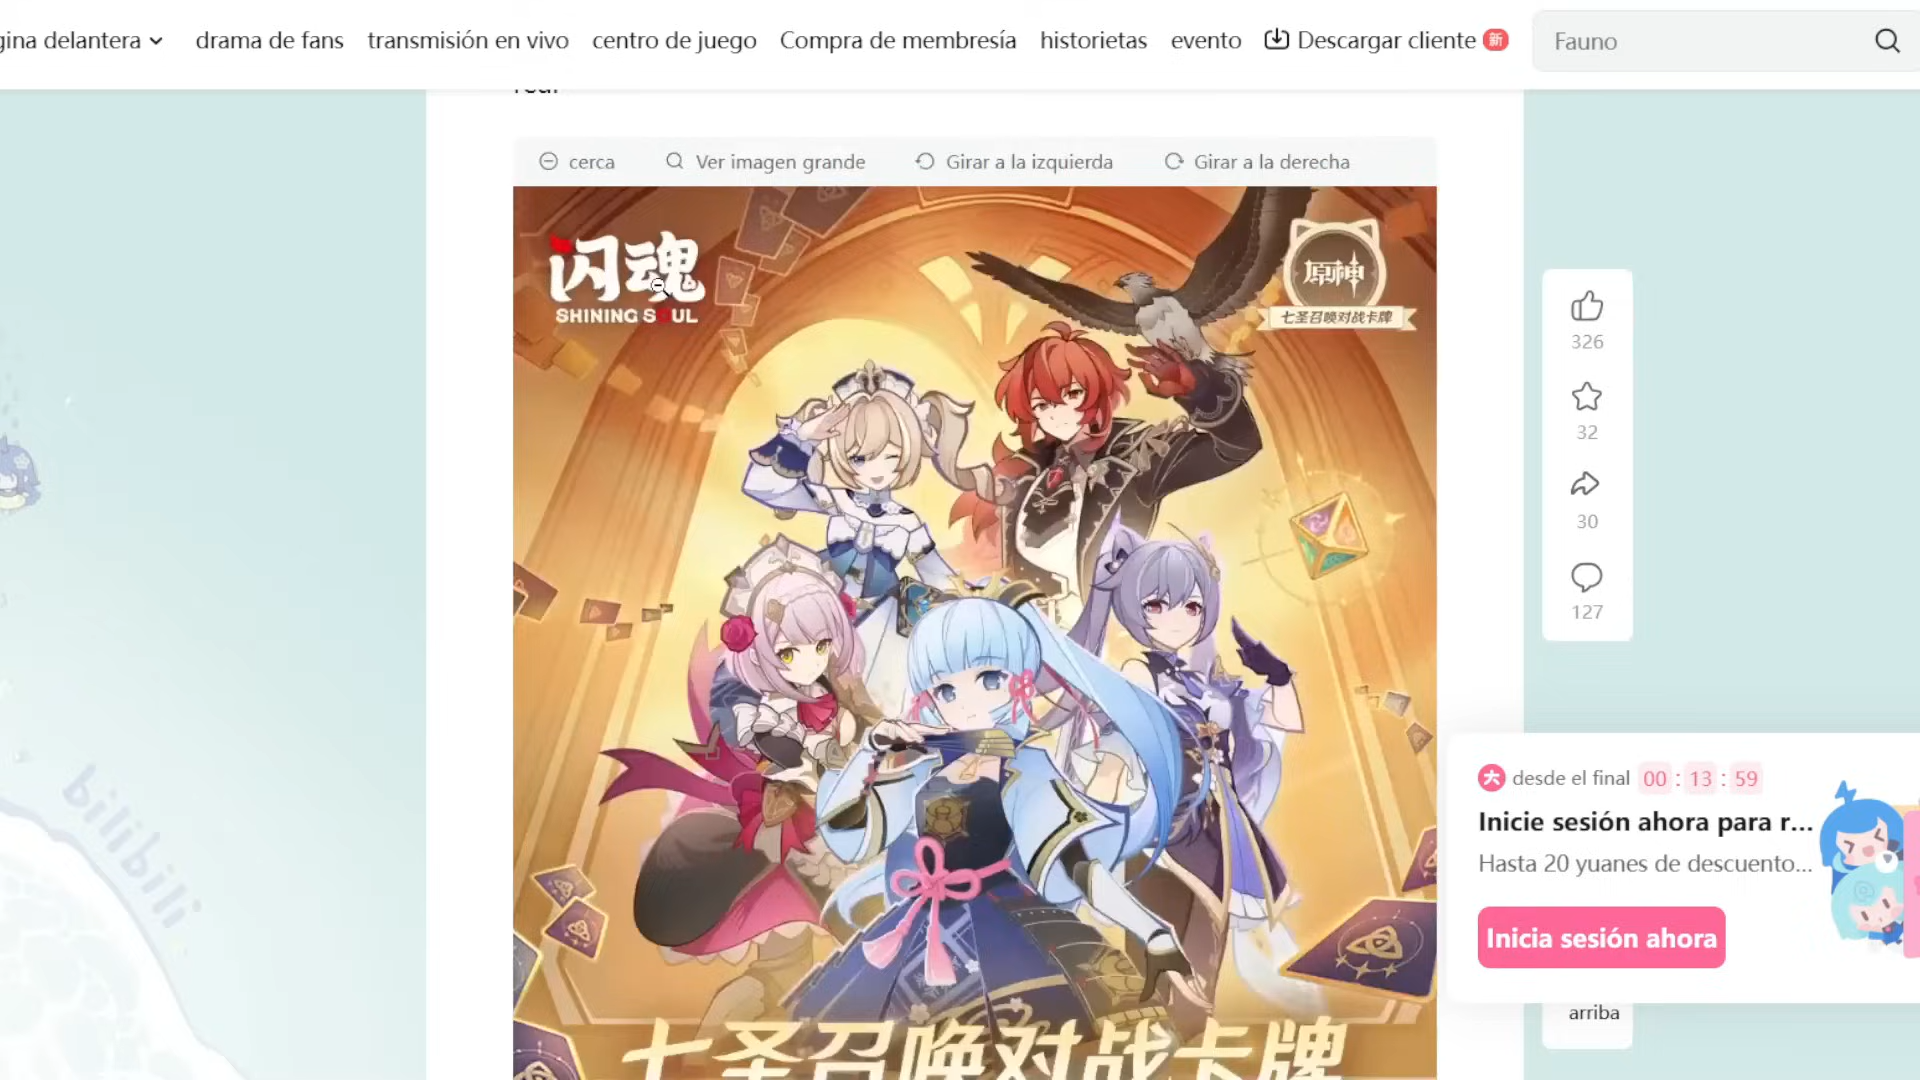 gina delantera
drama de fans
transmisión en vivo
centro de juego
Compra de membresía
historietas
evento
Descargar cliente 新
Fauno
cerca
Ver imagen grande
Girar a la izquierda
Girar a la derecha
闪魂
SHINING SOUL
原神
七圣召唤对战卡牌
326
32
30
127
bilibili
desde el final 00 : 13 : 59
Inicie sesión ahora para r...
Hasta 20 yuanes de descuento...
Inicia sesión ahora
arriba
七圣召唤对战卡牌